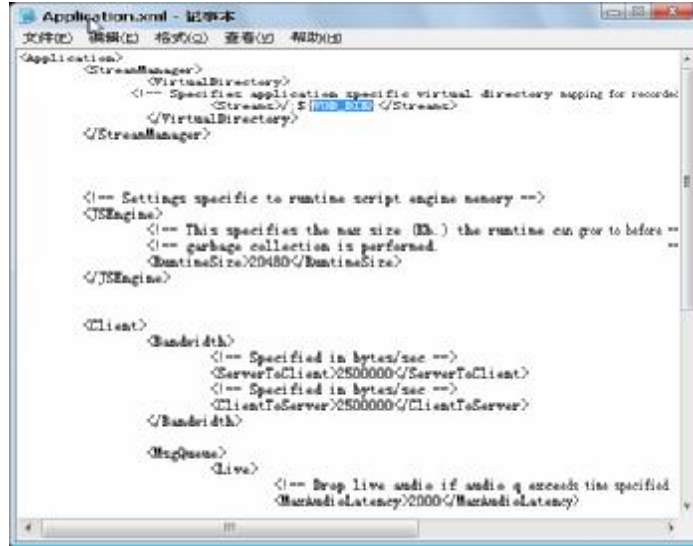 Application.xml - 记事本
文件(F) 编辑(E) 格式(O) 查看(V) 帮助(H)
<Application>
<StreamManager>
<VirtualDirectory>
<!-- Specifies application specific virtual directory mapping for recorded
<Streams>/;${VOD_DIR}</Streams>
</VirtualDirectory>
</StreamManager>
<!-- Settings specific to runtime script engine memory -->
<JSEngine>
<!-- This specifies the max size (Kb.) the runtime can grow to before --
<!-- garbage collection is performed. --
<RuntimeSize>20480</RuntimeSize>
</JSEngine>
<Client>
<Bandwidth>
<!-- Specified in bytes/sec -->
<ServerToClient>2500000</ServerToClient>
<!-- Specified in bytes/sec -->
<ClientToServer>2500000</ClientToServer>
</Bandwidth>
<MsgQueue>
<Live>
<!-- Drop live audio if audio q exceeds time specified
<MaxAudioLatency>2000</MaxAudioLatency>